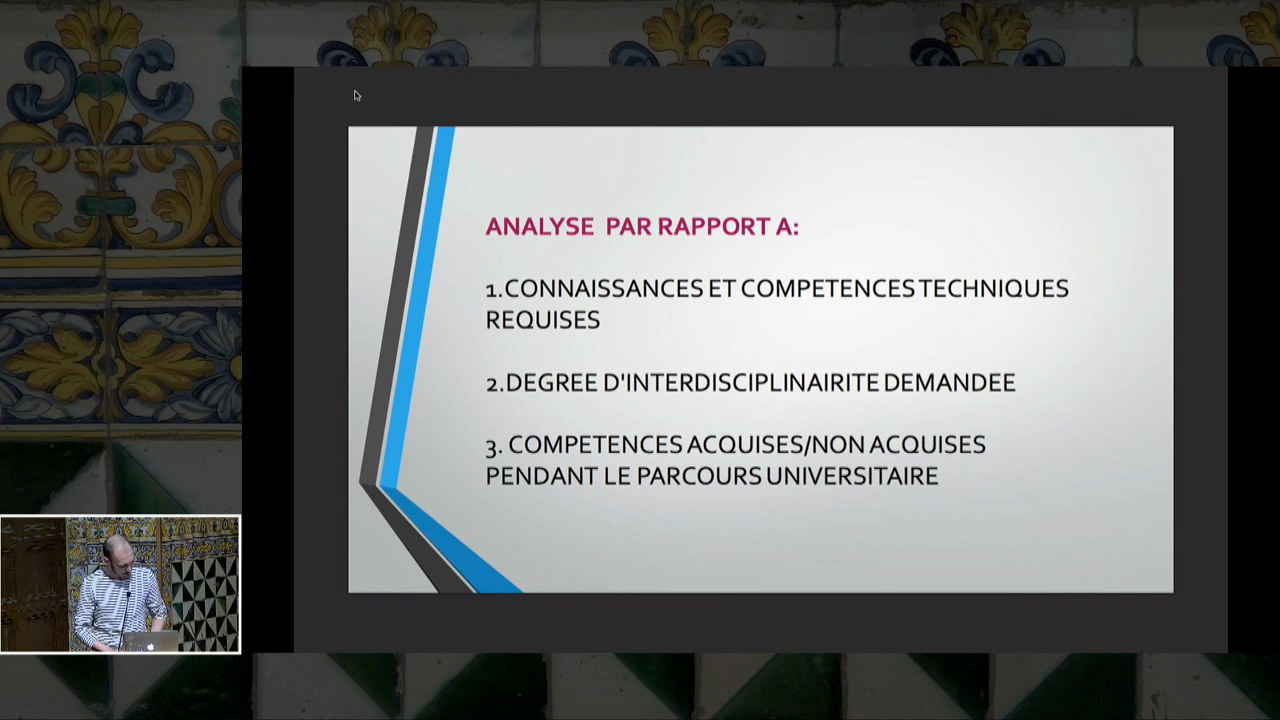 ANALYSE PAR RAPPORT A:
1.CONNAISSANCES ET COMPETENCES TECHNIQUES
REQUISES
2.DEGREE D'INTERDISCIPLINAIRITE DEMANDEE
3. COMPETENCES ACQUISES/NON ACQUISES
PENDANT LE PARCOURS UNIVERSITAIRE